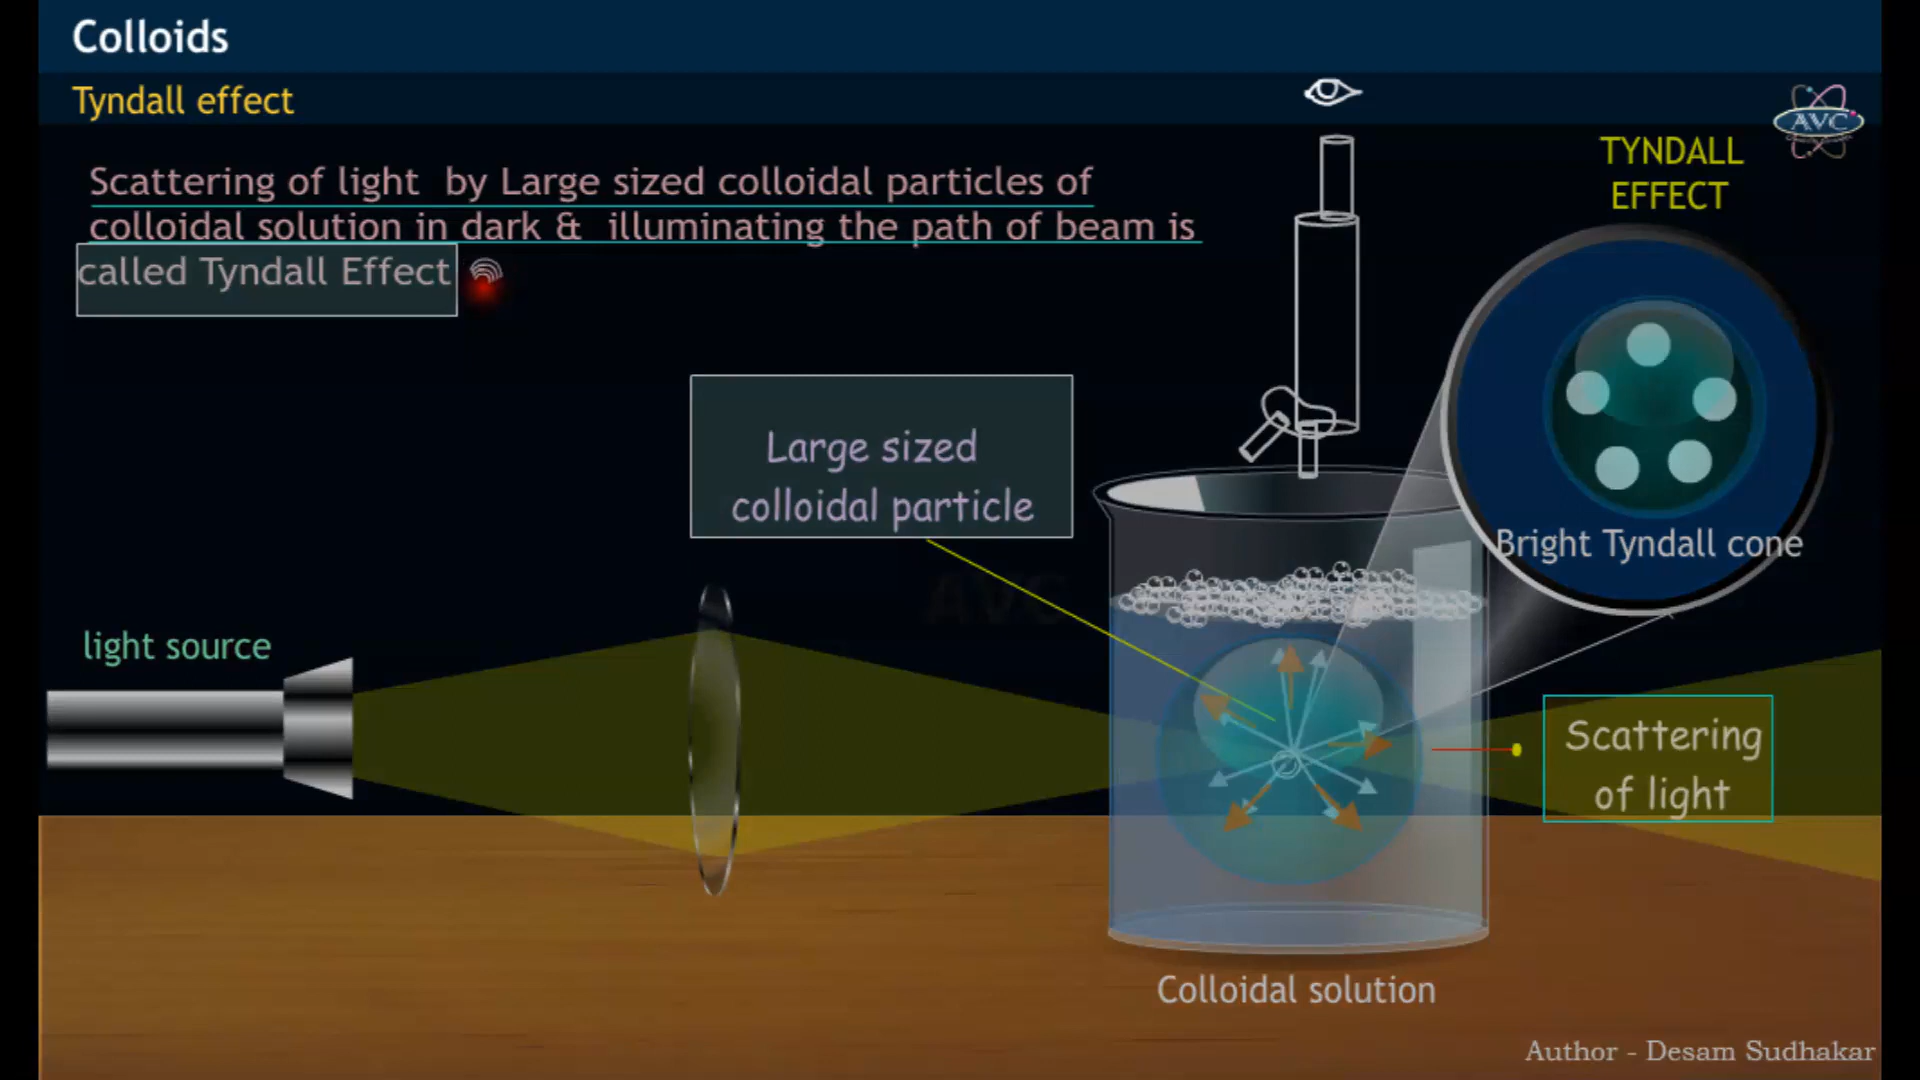 Colloids
Tyndall effect
AVC
TYNDALL
EFFECT
Scattering of light by Large sized colloidal particles of
colloidal solution in dark & illuminating the path of beam is
called Tyndall Effect
Large sized
colloidal particle
Bright Tyndall cone
AVC
light source
Scattering
of light
Colloidal solution
Author - Desam Sudhakar